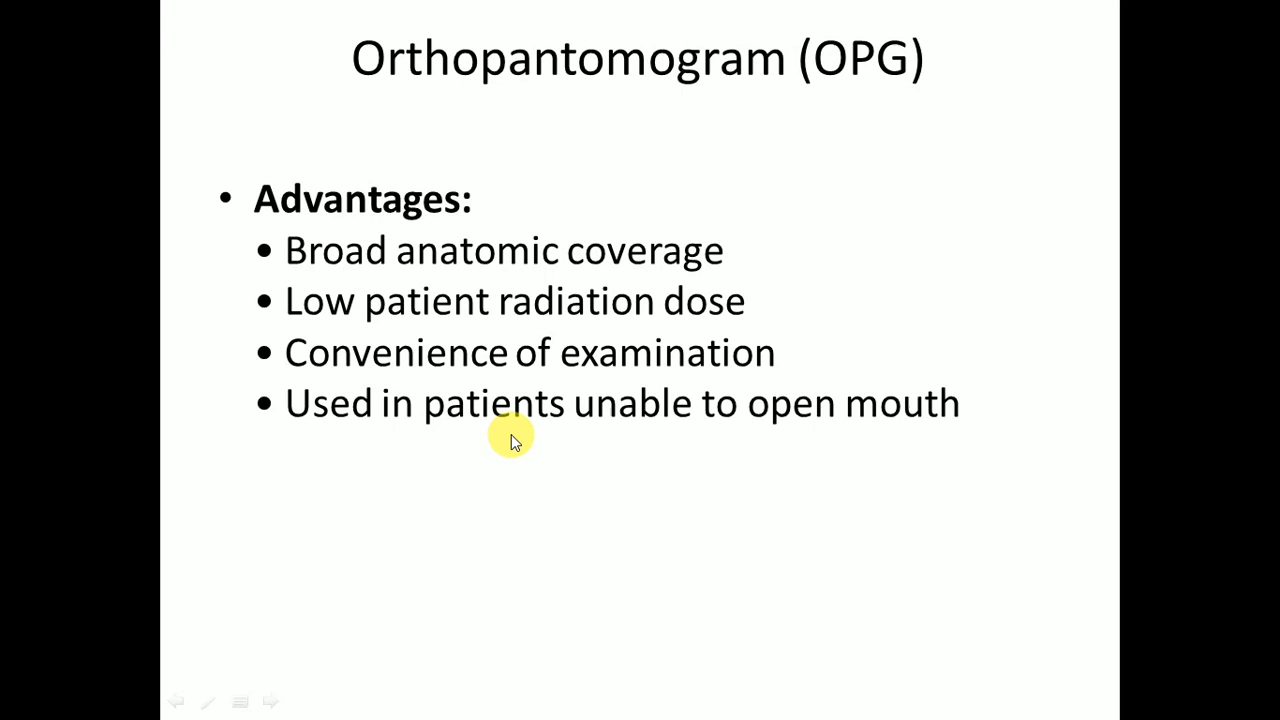 Orthopantomogram (OPG)
• Advantages:
• Broad anatomic coverage
• Low patient radiation dose
• Convenience of examination
• Used in patients unable to open mouth